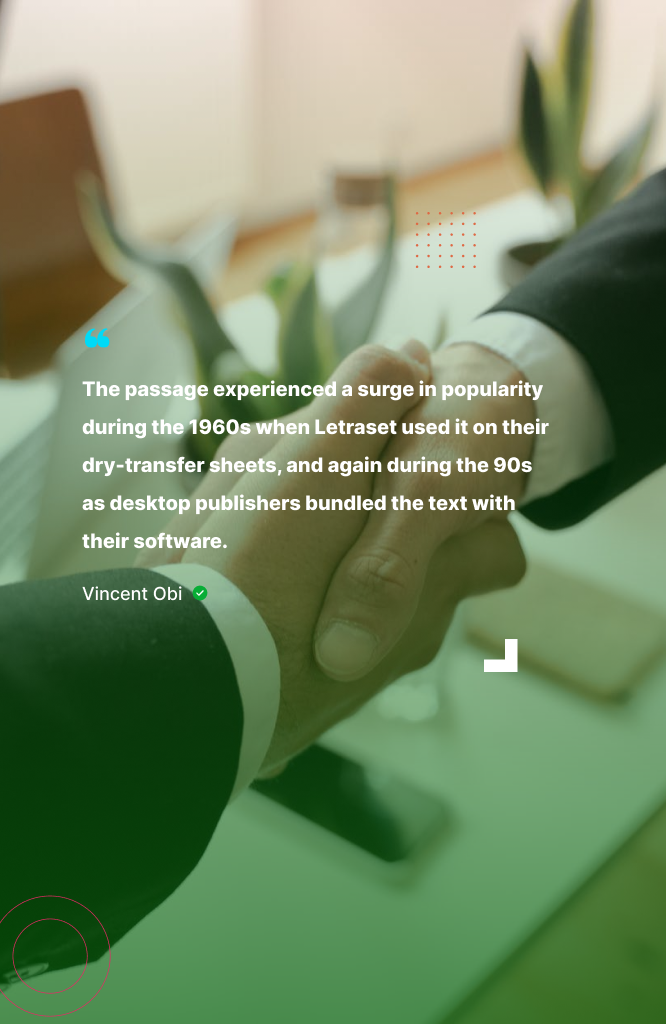 The passage experienced a surge in popularity
during the 1960s when Letraset used it on their
dry-transfer sheets, and again during the 90s
as desktop publishers bundled the text with
their software.
Vincent Obi